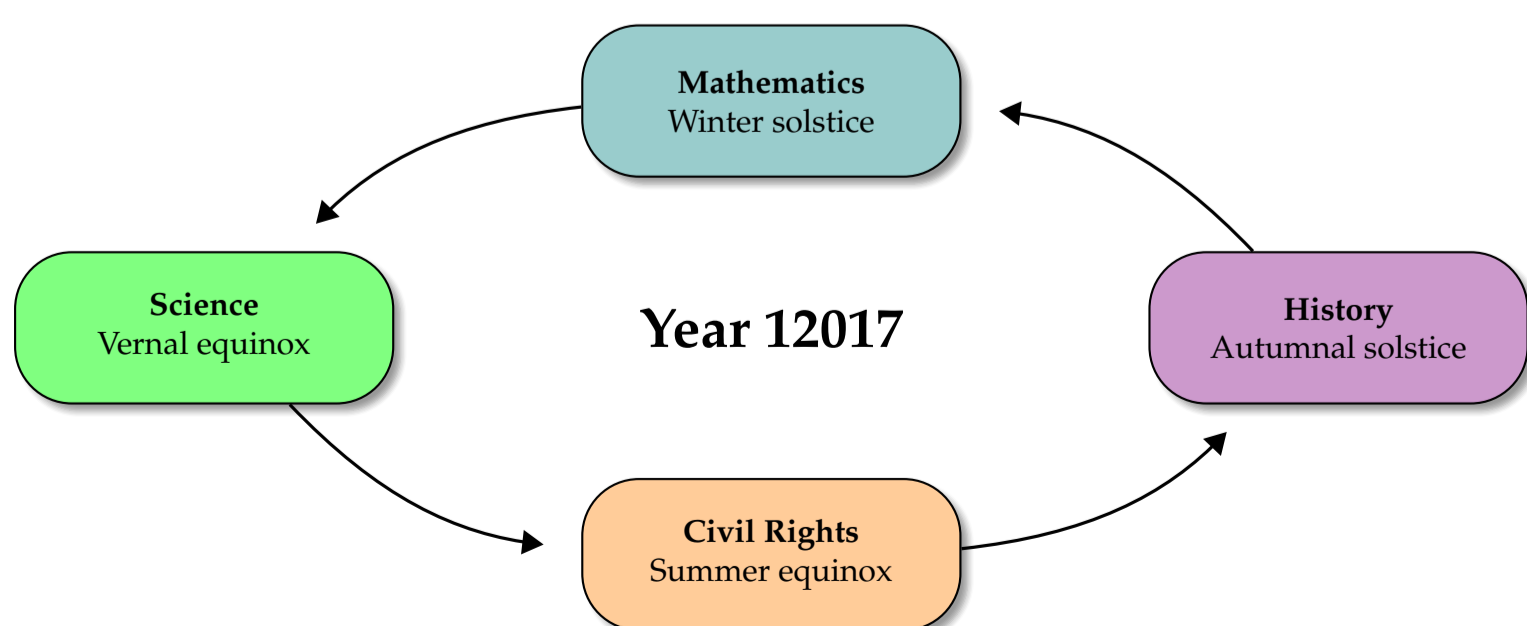 Mathematics
Winter solstice
Science
Vernal equinox
Year 12017
History
Autumnal solstice
Civil Rights
Summer equinox